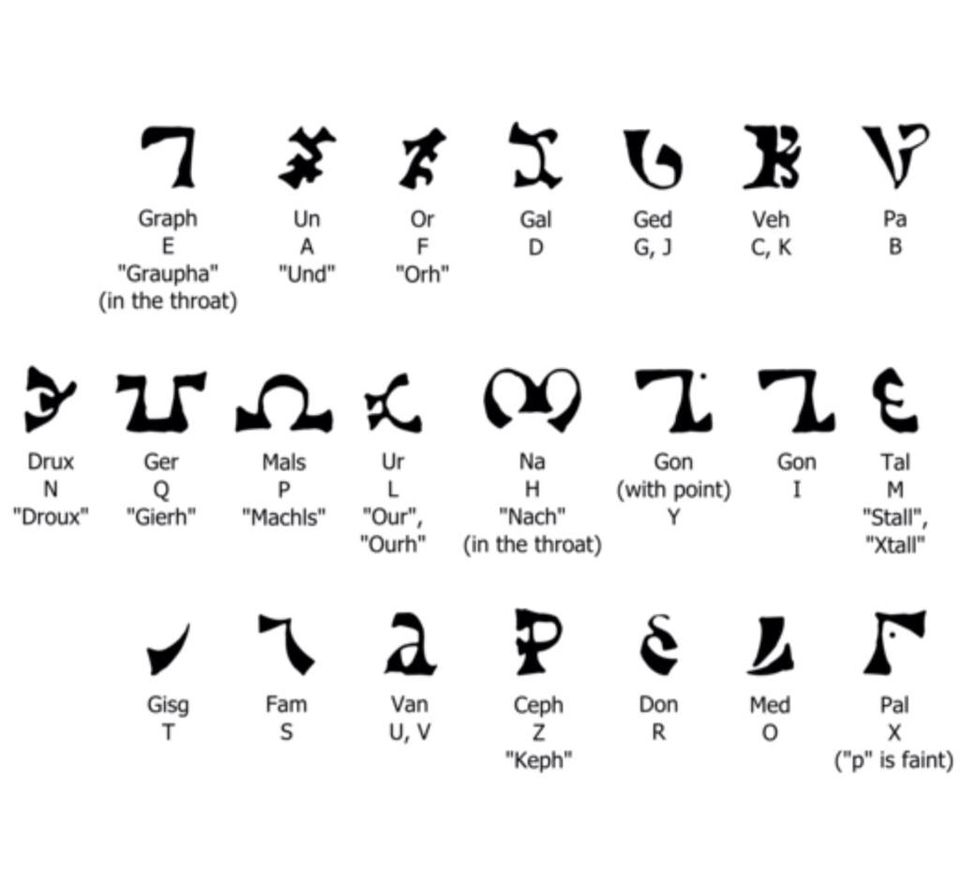 Graph Un Or Gal Ged Veh Pa
E A F D G, J C, K B
"Graupha" "Und" "Orh"
(in the throat)
Drux Ger Mals Ur Na Gon Gon Tal
N Q P L H (with point) I M
"Droux" "Gierh" "Machls" "Our", "Nach" Y "Stall",
"Ourh" (in the throat) "Xtall"
Gisg Fam Van Ceph Don Med Pal
T S U, V Z R O X
"Keph" ("p" is faint)